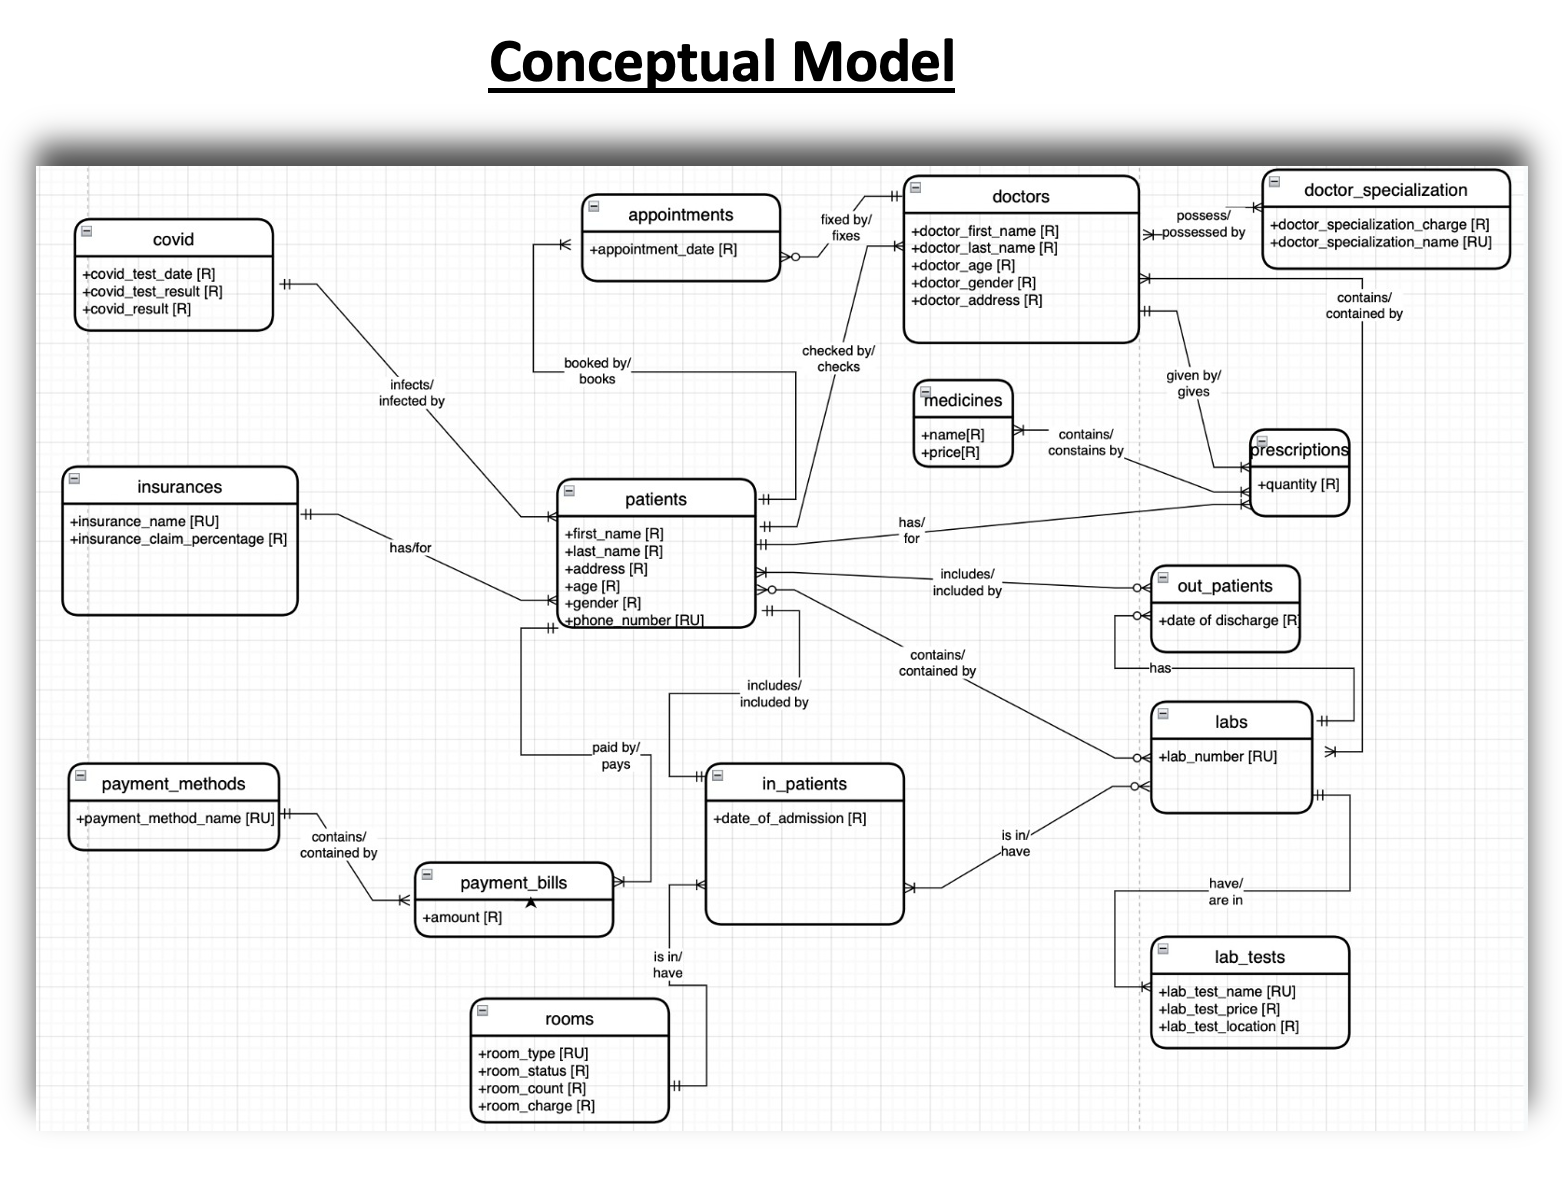 Conceptual Model
covid
+covid_test_date [R]
+covid_test_result [R]
+covid_result [R]
appointments
+appointment_date [R]
fixed by/
fixes
doctors
+doctor_first_name [R]
+doctor_last_name [R]
+doctor_age [R]
+doctor_gender [R]
+doctor_address [R]
possess/
possessed by
doctor_specialization
+doctor_specialization_charge [R]
+doctor_specialization_name [RU]
contains/
contained by
booked by/
books
checked by/
checks
infects/
infected by
given by/
gives
medicines
+name[R]
+price[R]
contains/
constains by
prescriptions
+quantity [R]
insurances
+insurance_name [RU]
+insurance_claim_percentage [R]
has/for
patients
+first_name [R]
+last_name [R]
+address [R]
+age [R]
+gender [R]
+phone_number [RU]
has/
for
includes/
included by
out_patients
+date of discharge [R]
has
contains/
contained by
includes/
included by
labs
+lab_number [RU]
paid by/
pays
payment_methods
+payment_method_name [RU]
contains/
contained by
in_patients
+date_of_admission [R]
is in/
have
payment_bills
+amount [R]
have/
are in
is in/
have
lab_tests
+lab_test_name [RU]
+lab_test_price [R]
+lab_test_location [R]
rooms
+room_type [RU]
+room_status [R]
+room_count [R]
+room_charge [R]